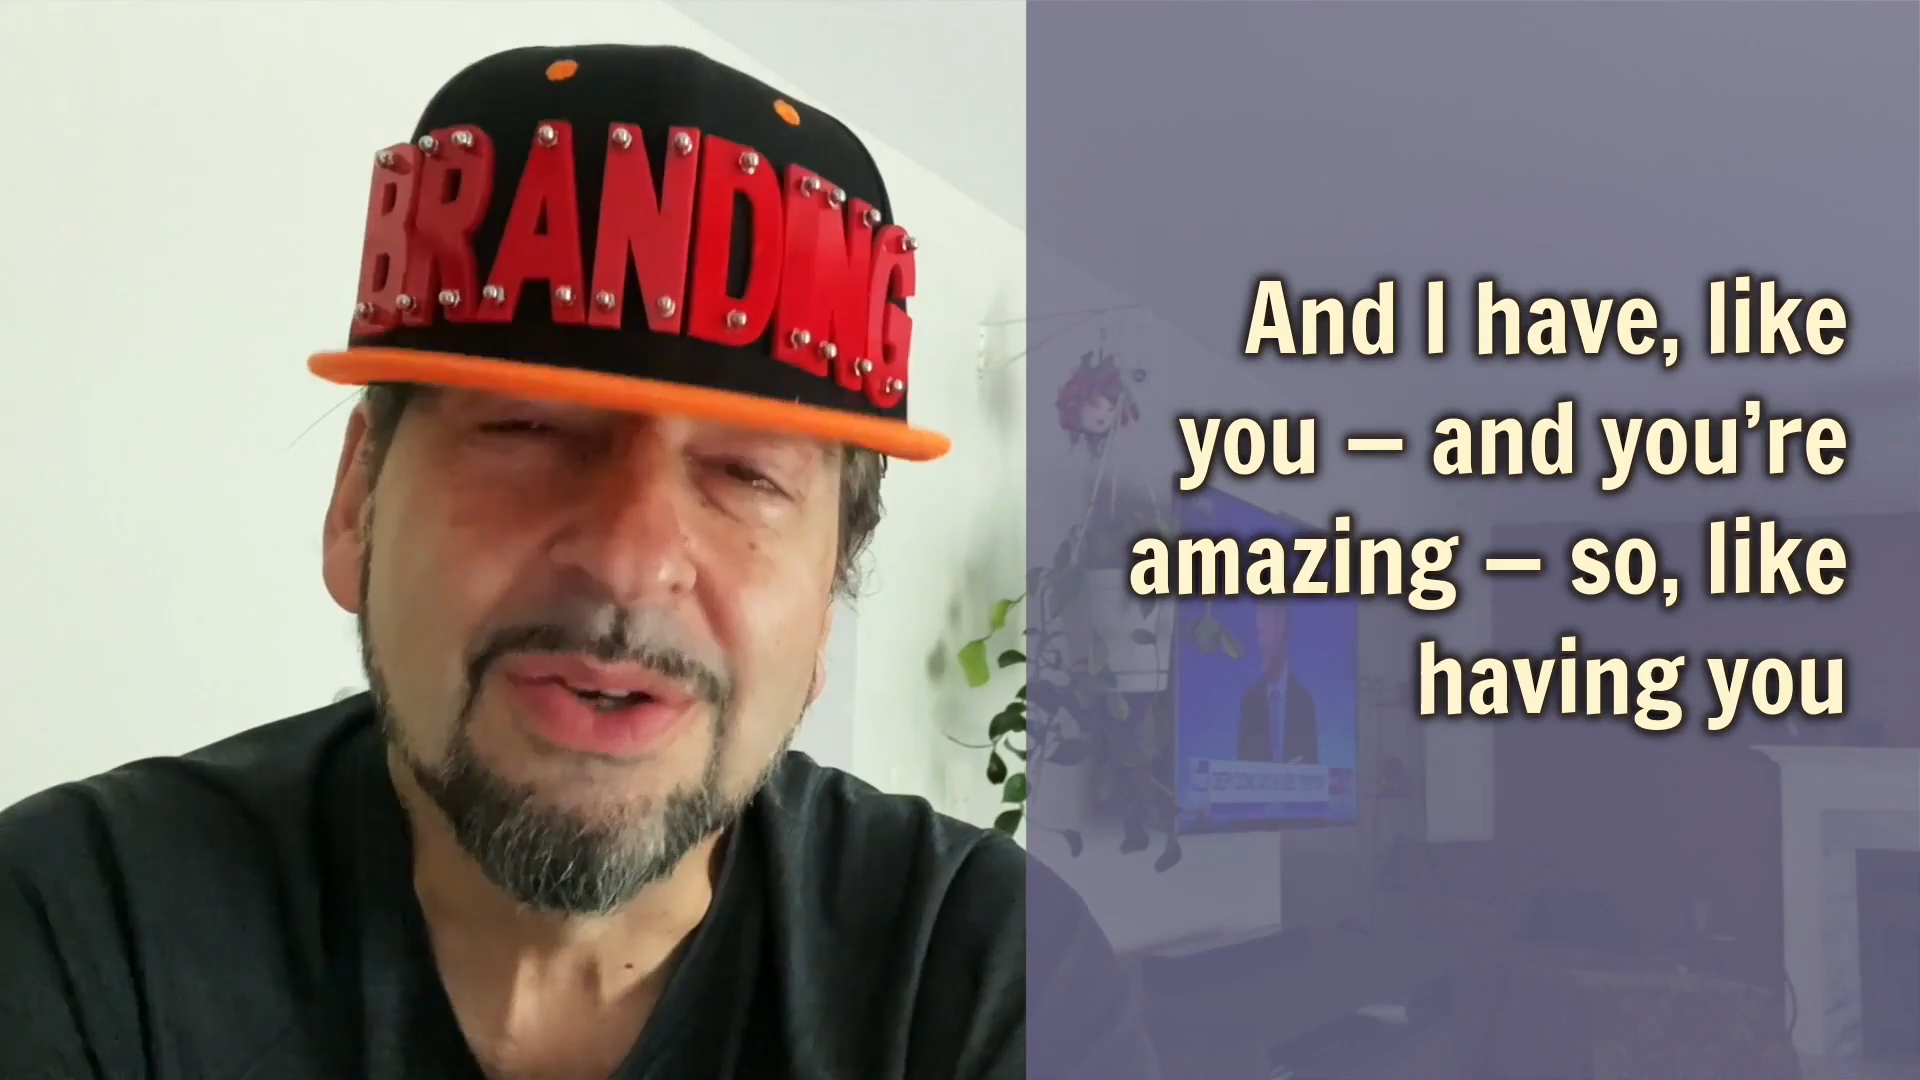 BRANDING
And I have, like
you – and you’re
amazing – so, like
having you